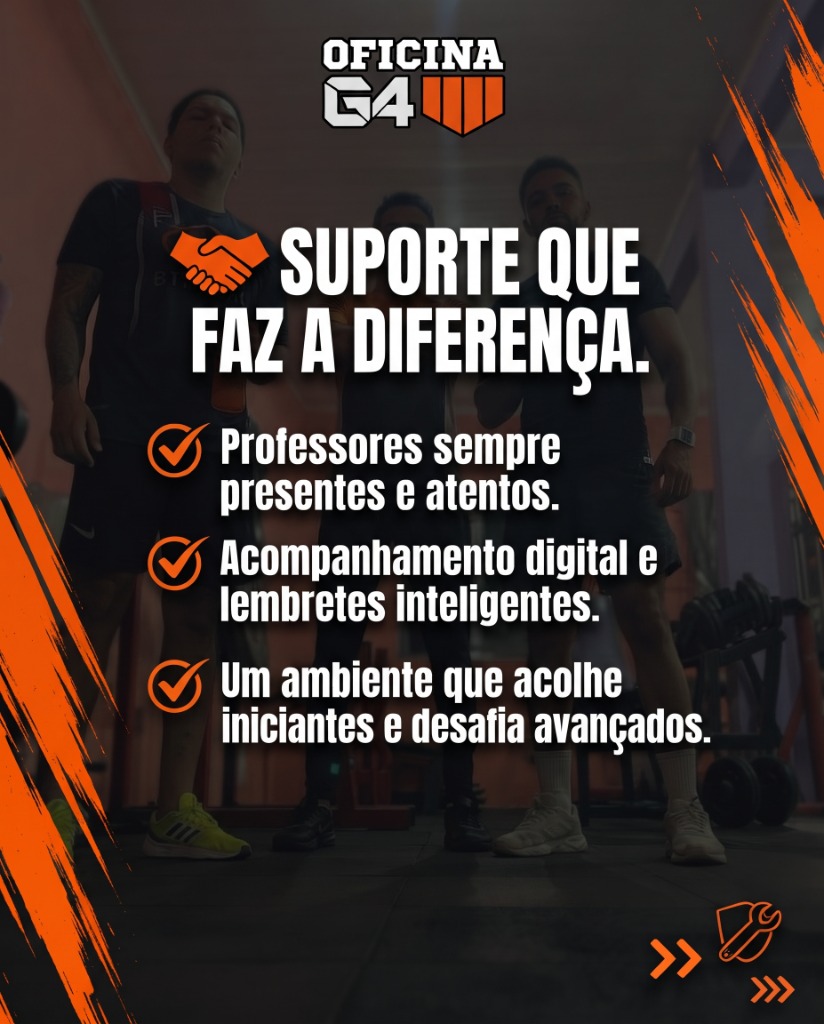 OFICINA
G4
SUPORTE QUE
FAZ A DIFERENÇA.
Professores sempre
presentes e atentos.
Acompanhamento digital e
lembretes inteligentes.
Um ambiente que acolhe
iniciantes e desafia avançados.